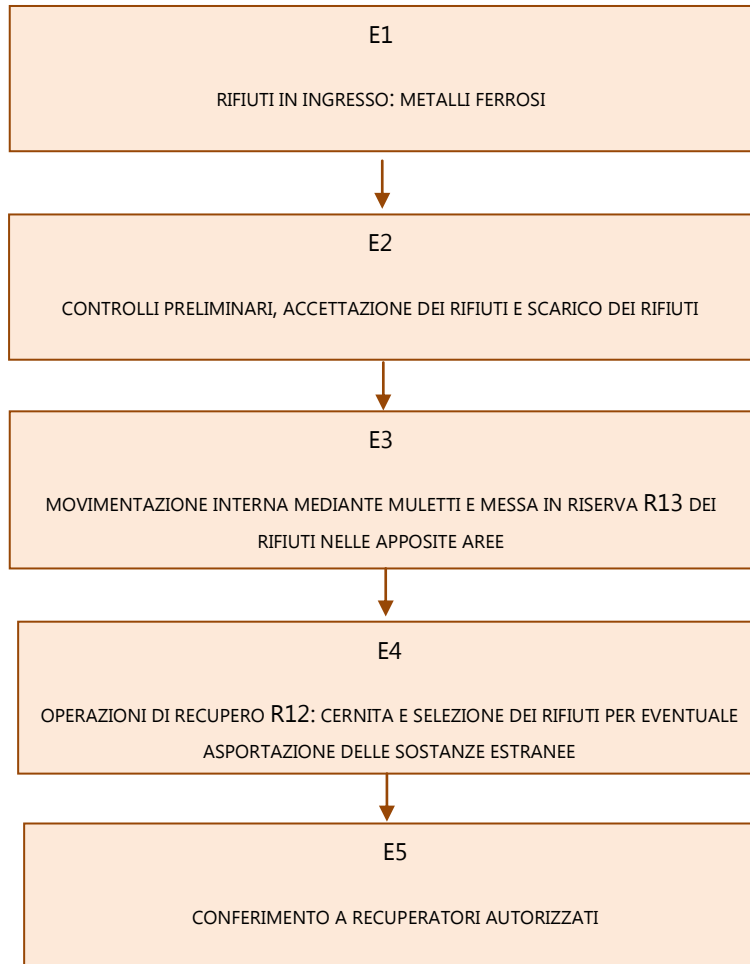 E1
RIFIUTI IN INGRESSO: METALLI FERROSI
E2
CONTROLLI PRELIMINARI, ACCETTAZIONE DEI RIFIUTI E SCARICO DEI RIFIUTI
E3
MOVIMENTAZIONE INTERNA MEDIANTE MULETTI E MESSA IN RISERVA R13 DEI
RIFIUTI NELLE APPOSITE AREE
E4
OPERAZIONI DI RECUPERO R12: CERNITA E SELEZIONE DEI RIFIUTI PER EVENTUALE
ASPORTAZIONE DELLE SOSTANZE ESTRANEE
E5
CONFERIMENTO A RECUPERATORI AUTORIZZATI